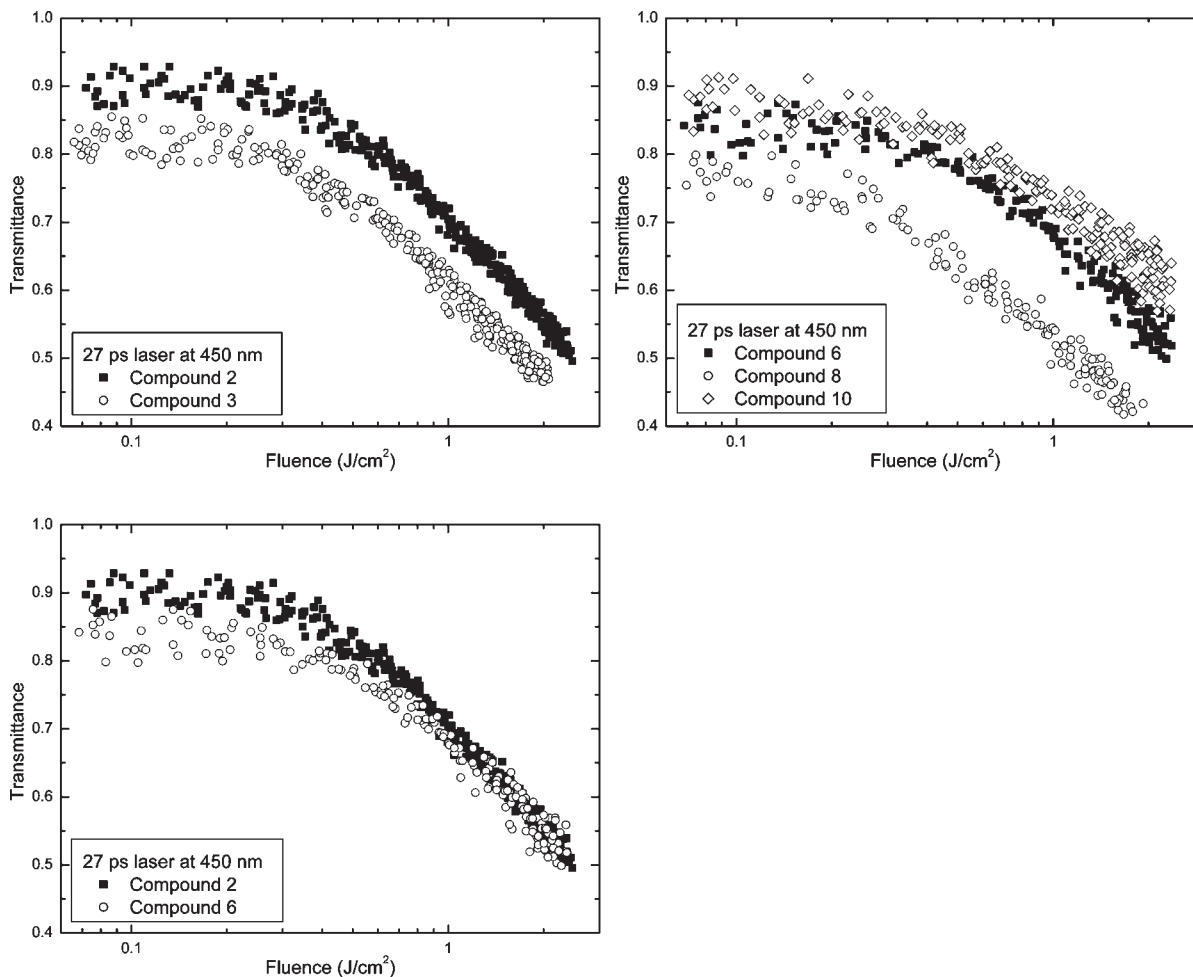 1.0
0.9
0.8
0.7
0.6
0.5
0.4
Transmittance
27 ps laser at 450 nm
Compound 2
Compound 3
0.1
1
Fluence (J/cm²)
1.0
0.9
0.8
0.7
0.6
0.5
0.4
Transmittance
27 ps laser at 450 nm
Compound 6
Compound 8
Compound 10
0.1
1
Fluence (J/cm²)
1.0
0.9
0.8
0.7
0.6
0.5
0.4
Transmittance
27 ps laser at 450 nm
Compound 2
Compound 6
0.1
1
Fluence (J/cm²)